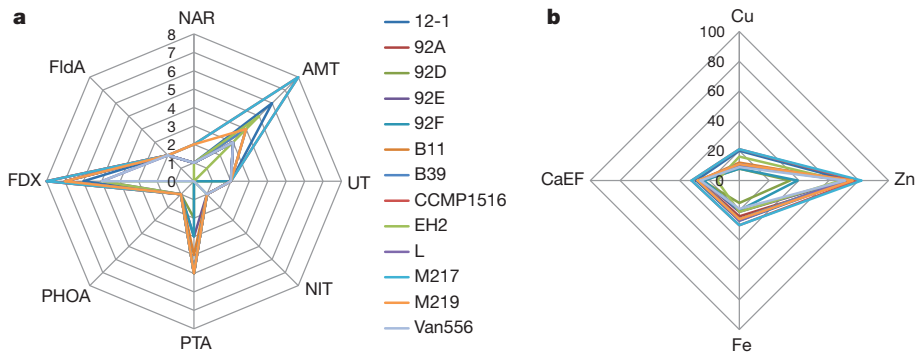 a
NAR
8
7
6
5
4
3
2
1
0
AMT
UT
NIT
PTA
PHOA
FDX
FldA
12-1
92A
92D
92E
92F
B11
B39
CCMP1516
EH2
L
M217
M219
Van556
b
Cu
100
80
60
40
20
0
Zn
Fe
CaEF